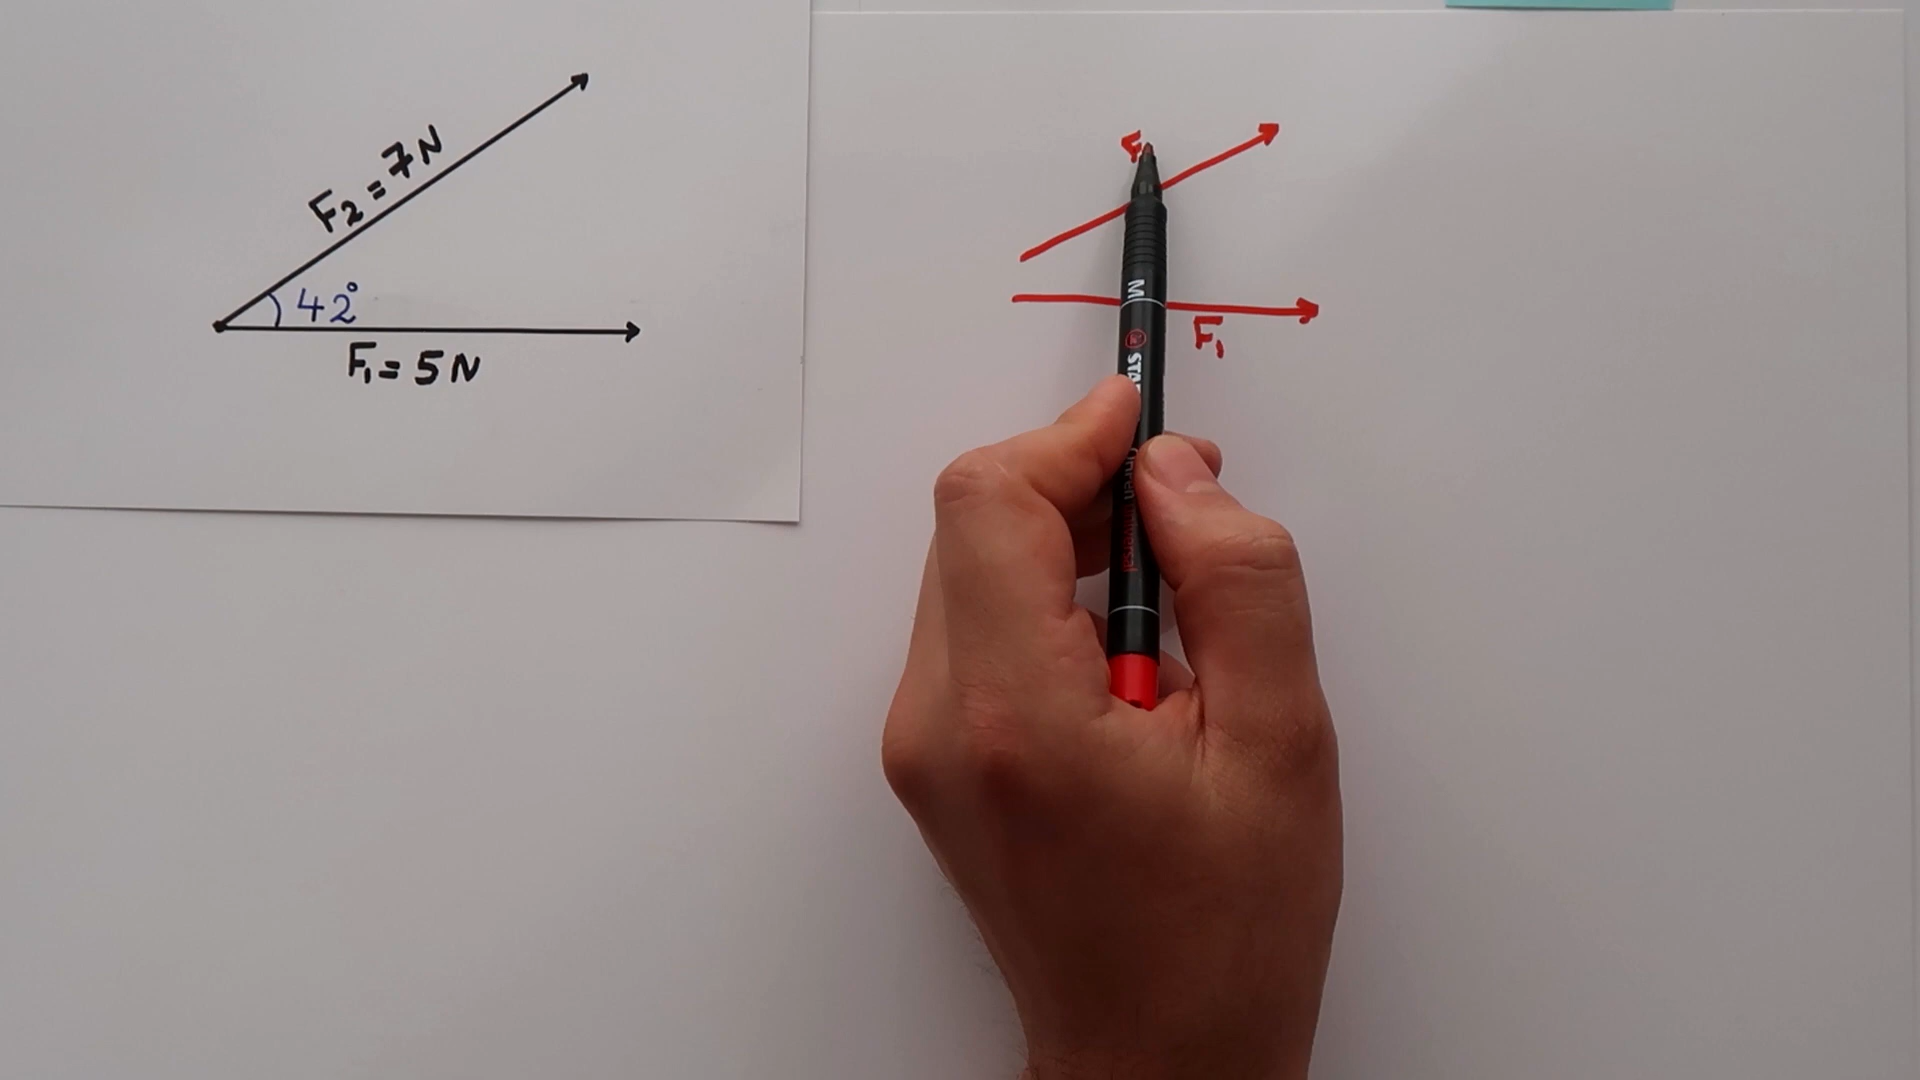 F₂ = 7N
42°
F₁ = 5N
F
F₁